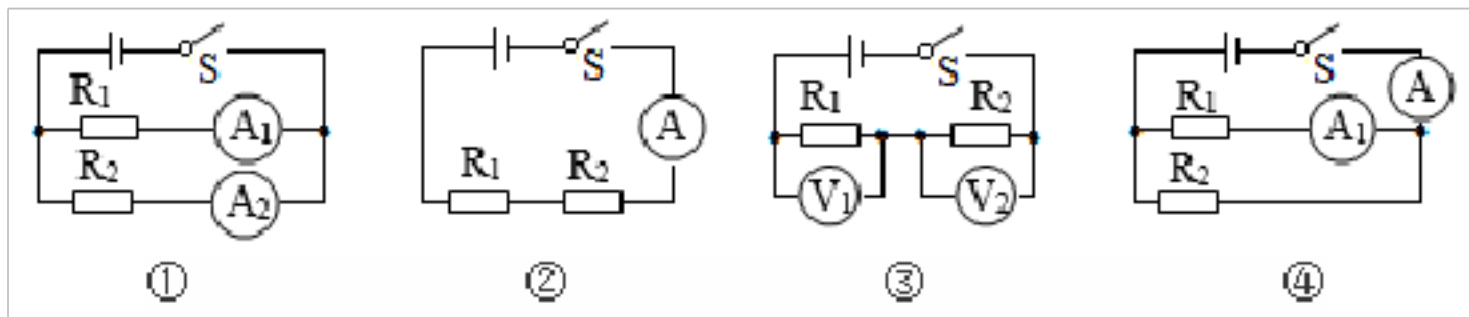 S
R₁
A₁
R₂
A₂
①
S
A
R₁
R₂
②
S
R₁
R₂
V₁
V₂
③
S
A
R₁
A₁
R₂
④